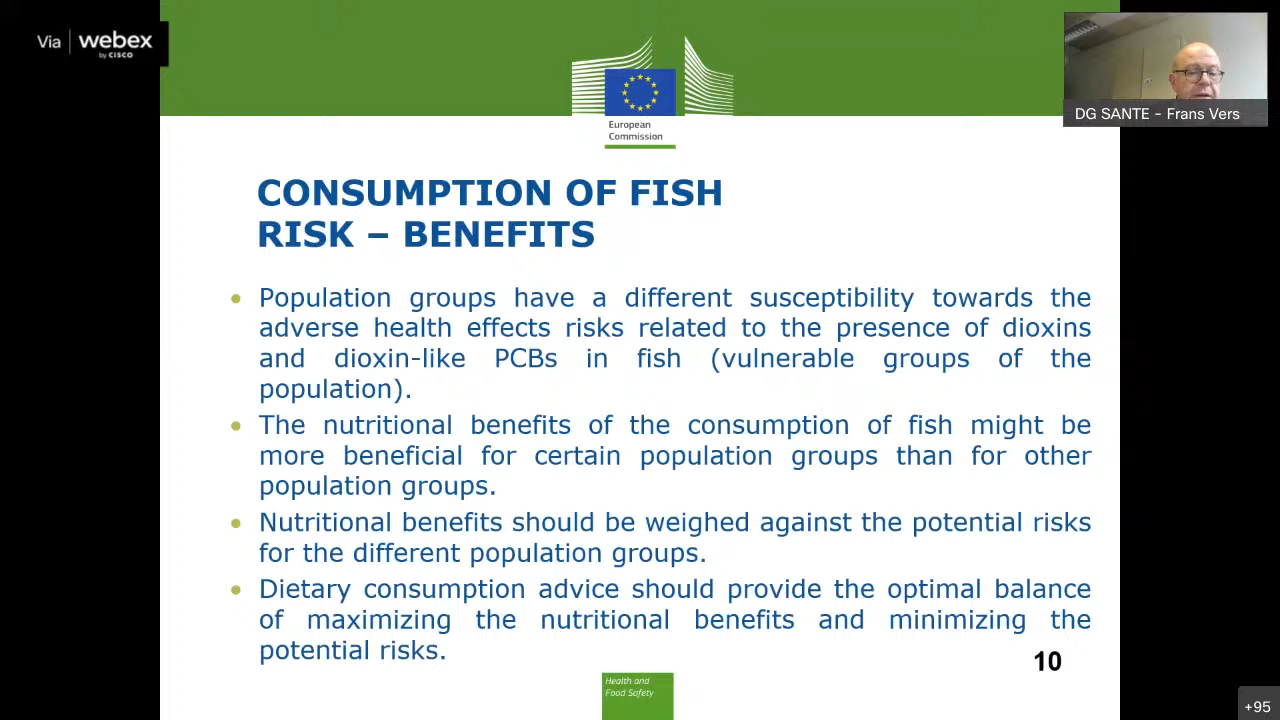 Via webex
by CISCO
European
Commission
DG SANTE - Frans Vers
CONSUMPTION OF FISH
RISK – BENEFITS
• Population groups have a different susceptibility towards the
adverse health effects risks related to the presence of dioxins
and dioxin-like PCBs in fish (vulnerable groups of the
population).
• The nutritional benefits of the consumption of fish might be
more beneficial for certain population groups than for other
population groups.
• Nutritional benefits should be weighed against the potential risks
for the different population groups.
• Dietary consumption advice should provide the optimal balance
of maximizing the nutritional benefits and minimizing the
potential risks.
10
Health and
Food Safety
+95